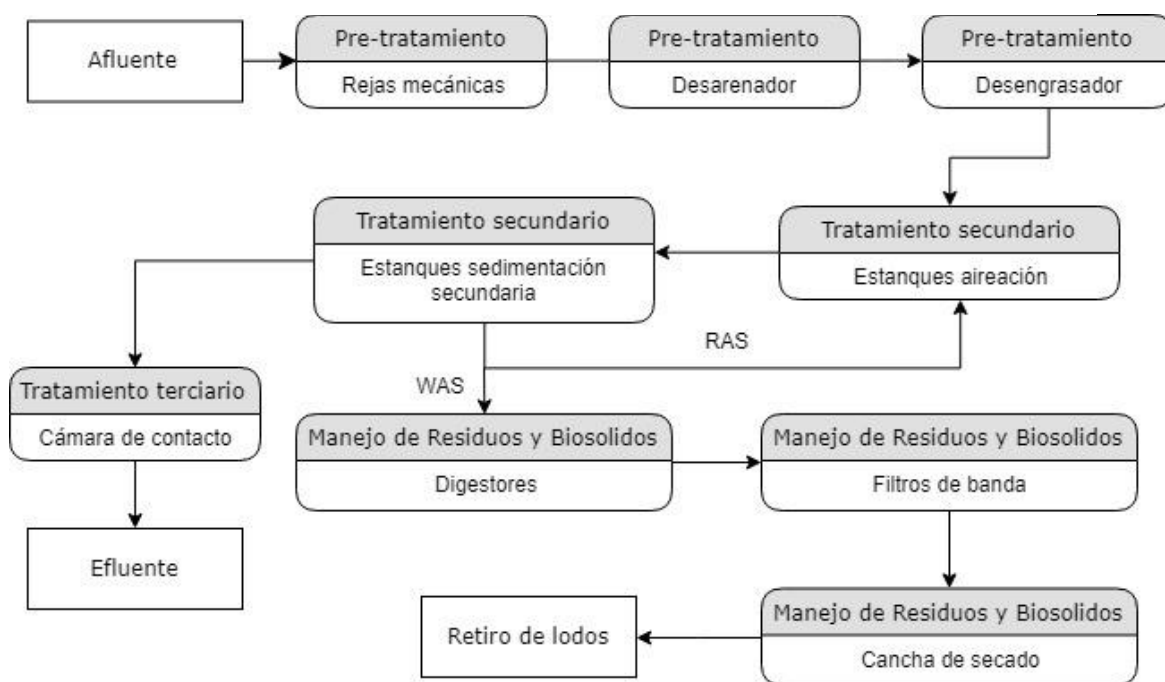 Afluente
Pre-tratamiento
Rejas mecánicas
Pre-tratamiento
Desarenador
Pre-tratamiento
Desengrasador
Tratamiento secundario
Estanques aireación
Tratamiento secundario
Estanques sedimentación
secundaria
RAS
WAS
Tratamiento terciario
Cámara de contacto
Efluente
Manejo de Residuos y Biosolidos
Digestores
Manejo de Residuos y Biosolidos
Filtros de banda
Manejo de Residuos y Biosolidos
Cancha de secado
Retiro de lodos